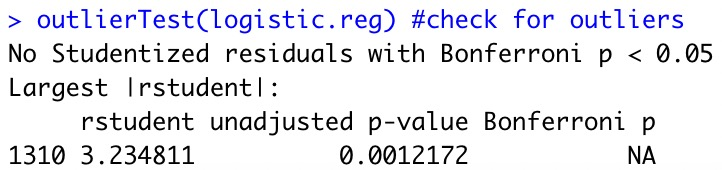 > outlierTest(logistic.reg) #check for outliers
No Studentized residuals with Bonferroni p < 0.05
Largest |rstudent|:
     rstudent unadjusted p-value Bonferroni p
1310 3.234811          0.0012172           NA